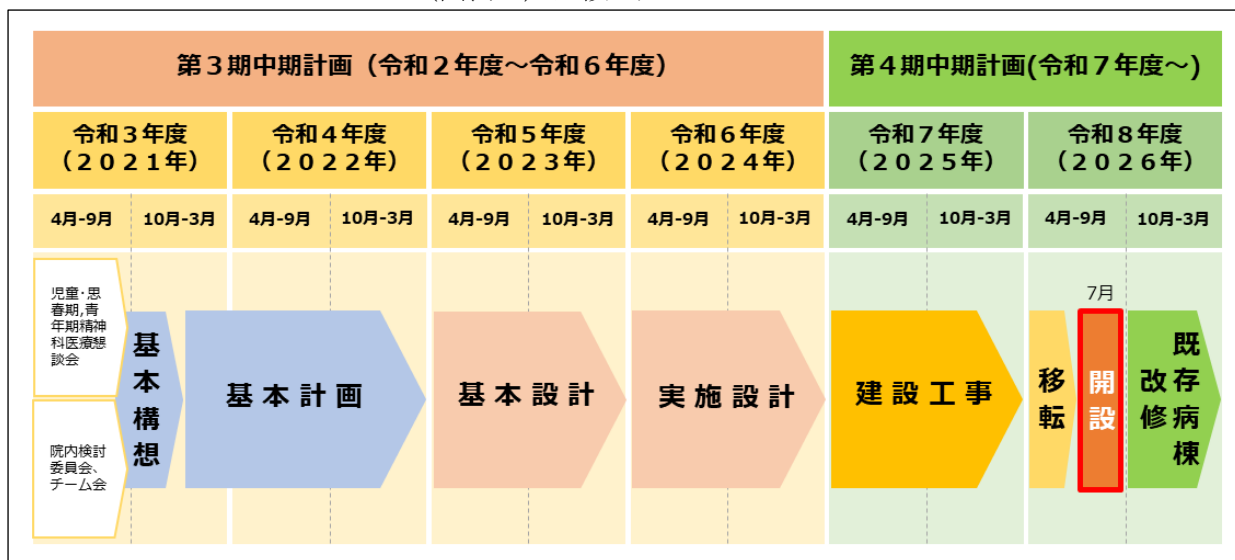 第３期中期計画（令和２年度～令和６年度）
第４期中期計画(令和７年度～)
令和３年度
（２０２１年）
令和４年度
（２０２２年）
令和５年度
（２０２３年）
令和６年度
（２０２４年）
令和７年度
（２０２５年）
令和８年度
（２０２６年）
4月-9月
10月-3月
4月-9月
10月-3月
4月-9月
10月-3月
4月-9月
10月-3月
4月-9月
10月-3月
4月-9月
10月-3月
児童･思
春期,青
年期精神
科医療懇
談会
院内検討
委員会、
チーム会
基本構想
基本計画
基本設計
実施設計
建設工事
移転
7月
開設
既存病棟
改修